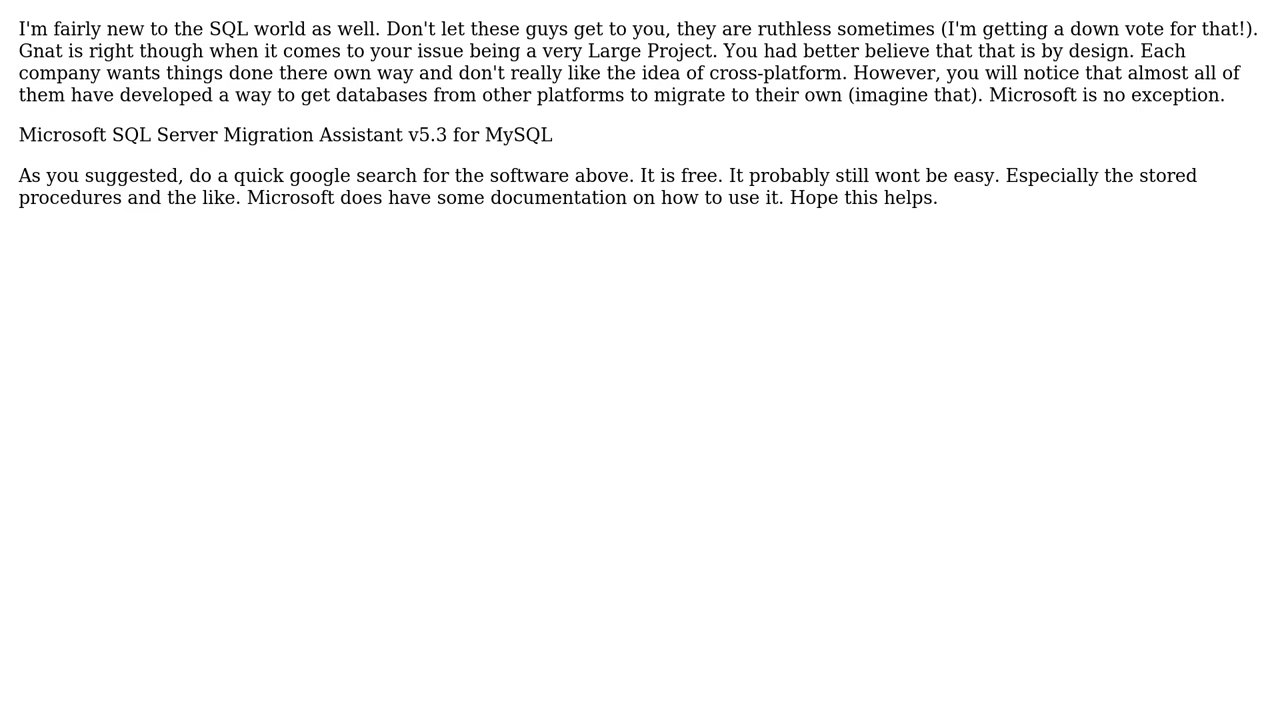 I'm fairly new to the SQL world as well. Don't let these guys get to you, they are ruthless sometimes (I'm getting a down vote for that!).
Gnat is right though when it comes to your issue being a very Large Project. You had better believe that that is by design. Each
company wants things done there own way and don't really like the idea of cross-platform. However, you will notice that almost all of
them have developed a way to get databases from other platforms to migrate to their own (imagine that). Microsoft is no exception.
Microsoft SQL Server Migration Assistant v5.3 for MySQL
As you suggested, do a quick google search for the software above. It is free. It probably still wont be easy. Especially the stored
procedures and the like. Microsoft does have some documentation on how to use it. Hope this helps.